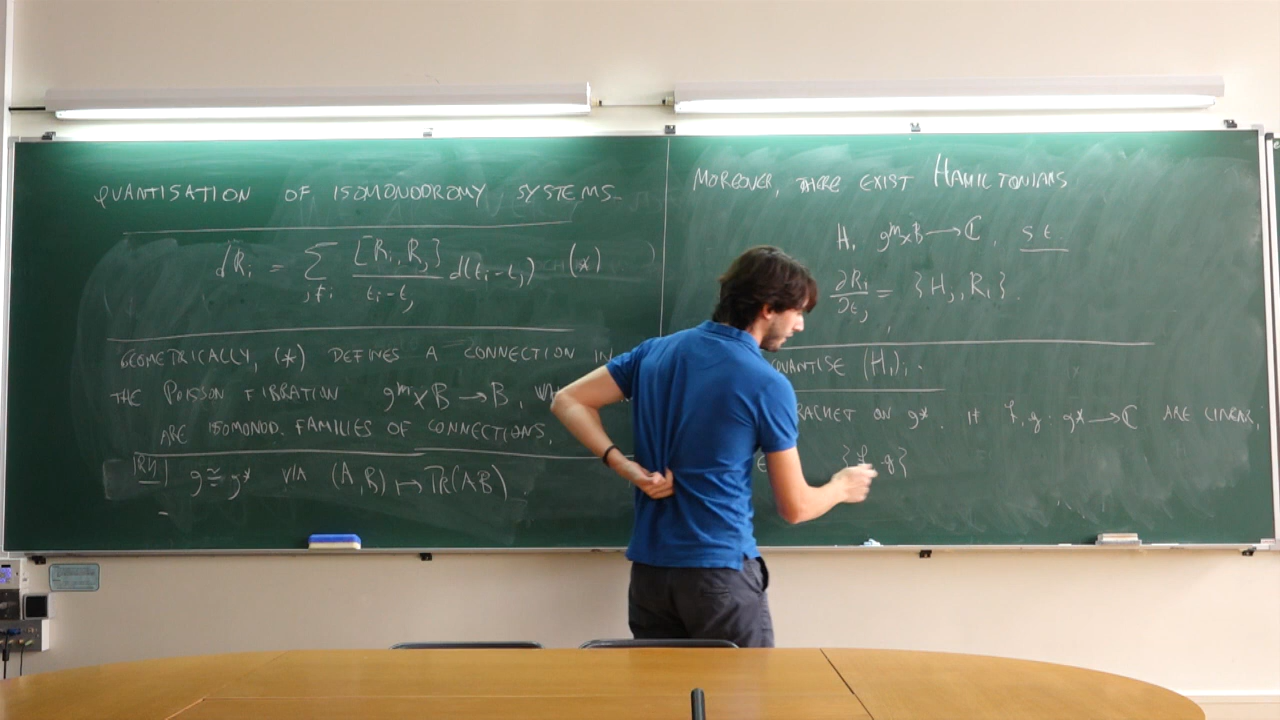 QUANTISATION OF ISOMONODROMY SYSTEMS
dR_i = Σ_{j≠i} [R_i, R_j] / (t_i - t_j) d(t_i - t_j) (*)
GEOMETRICALLY, (*) DEFINES A CONNECTION IN
THE POISSON FIBRATION g^m × B → B,
ARE ISOMONOD. FAMILIES OF CONNECTIONS.
RK g ≅ g* VIA (A,B) ↦ TR(AB)
MOREOVER, THERE EXIST HAMILTONIANS
H_i g^m × B → C, s.t.
∂R_i/∂t_j = {H_j, R_i}.
QUANTISE (H_i)_i.
ON g*. IF f, g : g* → C ARE LINEAR,
{f, g}